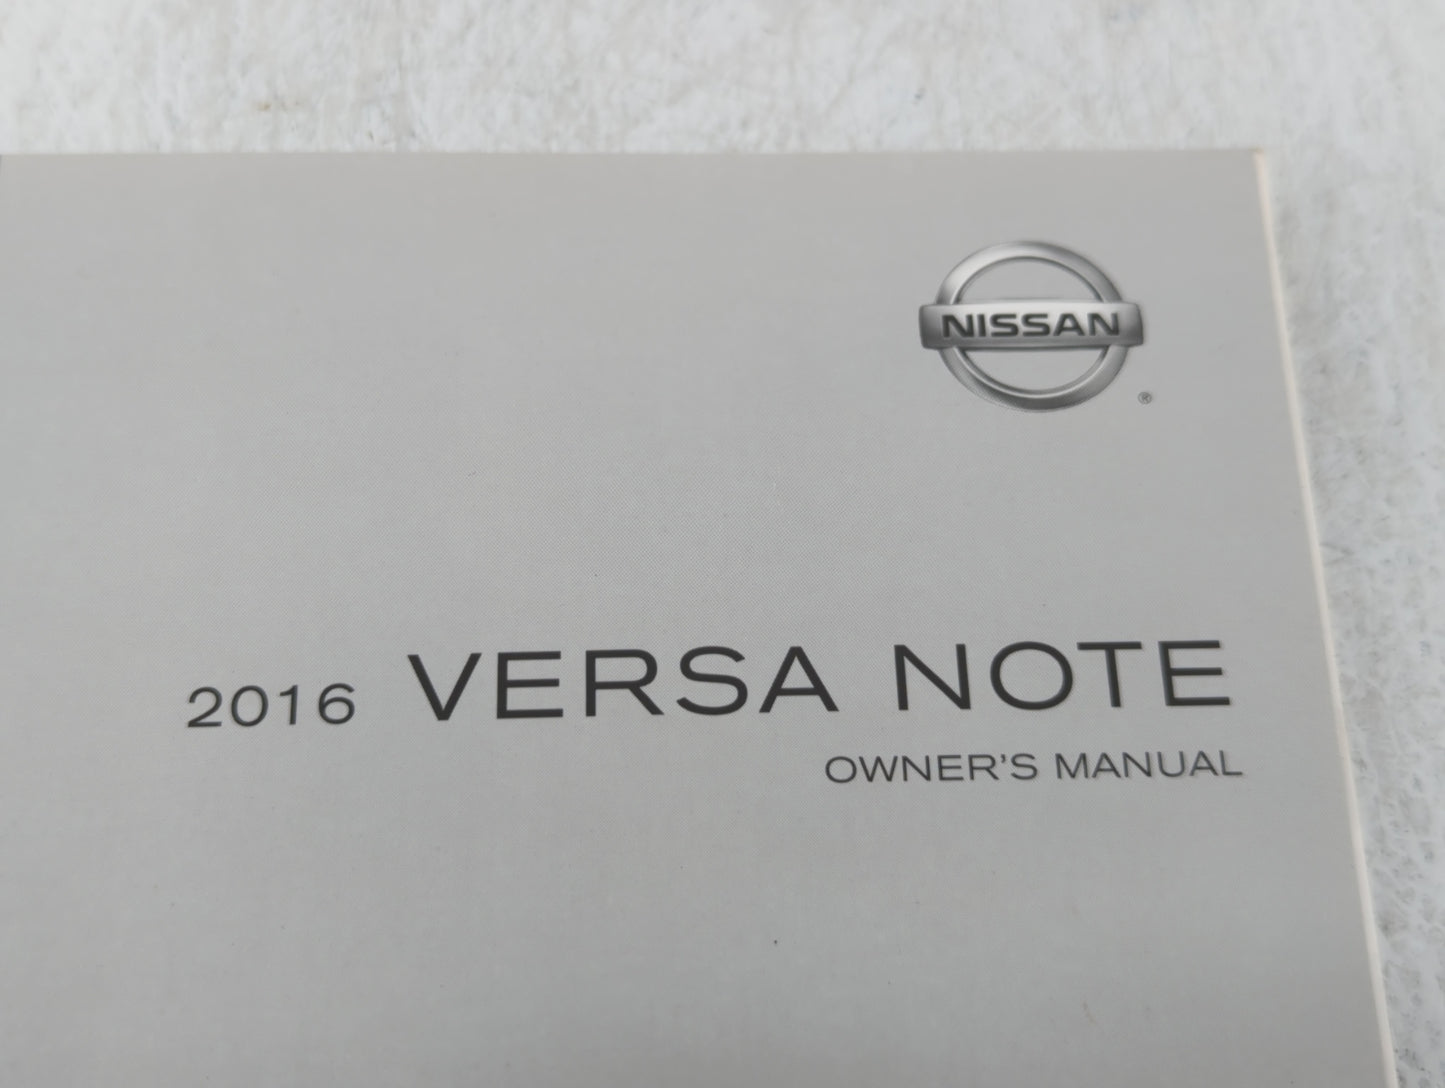 NISSAN
®
2016 VERSA NOTE
OWNER'S MANUAL